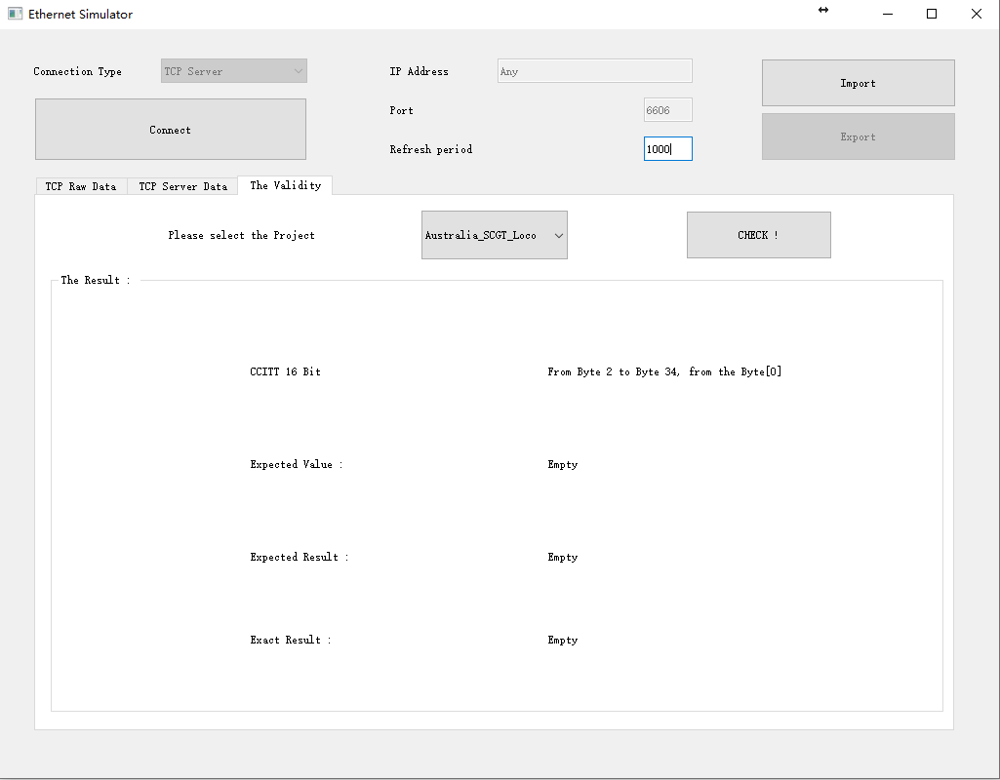 Ethernet Simulator
Connection Type
TCP Server
IP Address
Any
Import
Connect
Port
6606
Export
Refresh period
1000
TCP Raw Data
TCP Server Data
The Validity
Please select the Project
Australia_SCGT_Loco
CHECK !
The Result :
CCITT 16 Bit
From Byte 2 to Byte 34, from the Byte[0]
Expected Value :
Empty
Expected Result :
Empty
Exact Result :
Empty